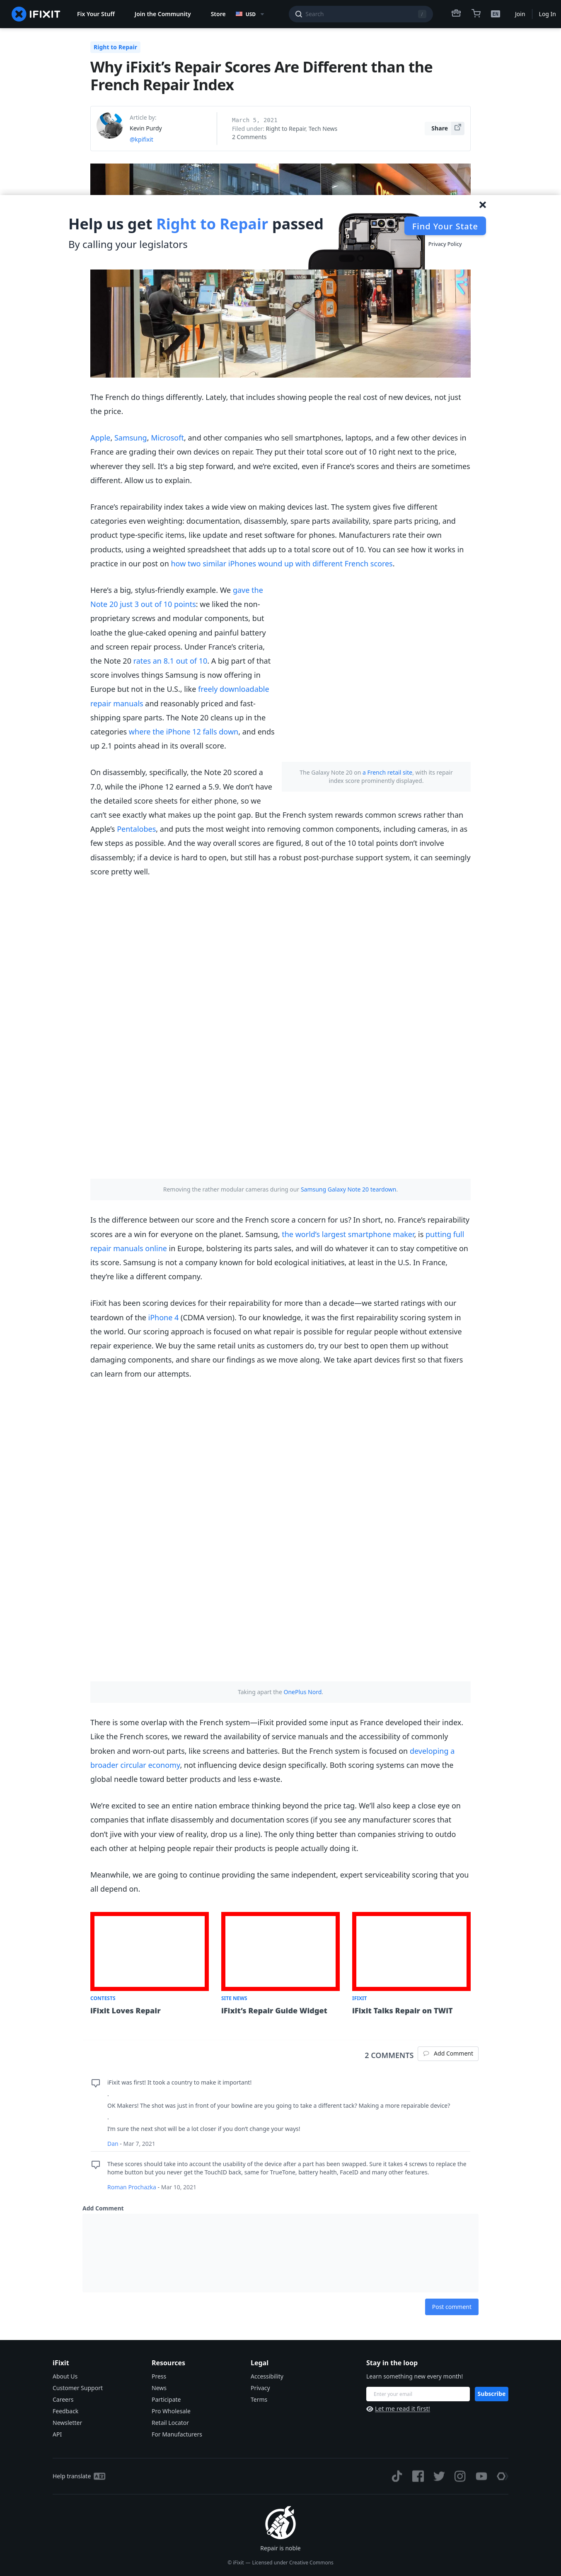 IFIXIT
Fix Your Stuff
Join the Community
Store
USD
Search
/
EN
Join
Log In
Right to Repair
Why iFixit’s Repair Scores Are Different than the
French Repair Index
Article by:
Kevin Purdy
@kpifixit
March 5, 2021
Filed under: Right to Repair, Tech News
2 Comments
Share
Help us get Right to Repair passed
By calling your legislators
Find Your State
Privacy Policy
The French do things differently. Lately, that includes showing people the real cost of new devices, not just
the price.
Apple, Samsung, Microsoft, and other companies who sell smartphones, laptops, and a few other devices in
France are grading their own devices on repair. They put their total score out of 10 right next to the price,
wherever they sell. It’s a big step forward, and we’re excited, even if France’s scores and theirs are sometimes
different. Allow us to explain.
France’s repairability index takes a wide view on making devices last. The system gives five different
categories even weighting: documentation, disassembly, spare parts availability, spare parts pricing, and
product type-specific items, like update and reset software for phones. Manufacturers rate their own
products, using a weighted spreadsheet that adds up to a total score out of 10. You can see how it works in
practice in our post on how two similar iPhones wound up with different French scores.
Here’s a big, stylus-friendly example. We gave the
Note 20 just 3 out of 10 points: we liked the non-
proprietary screws and modular components, but
loathe the glue-caked opening and painful battery
and screen repair process. Under France’s criteria,
the Note 20 rates an 8.1 out of 10. A big part of that
score involves things Samsung is now offering in
Europe but not in the U.S., like freely downloadable
repair manuals and reasonably priced and fast-
shipping spare parts. The Note 20 cleans up in the
categories where the iPhone 12 falls down, and ends
up 2.1 points ahead in its overall score.
The Galaxy Note 20 on a French retail site, with its repair
index score prominently displayed.
On disassembly, specifically, the Note 20 scored a
7.0, while the iPhone 12 earned a 5.9. We don’t have
the detailed score sheets for either phone, so we
can’t see exactly what makes up the point gap. But the French system rewards common screws rather than
Apple’s Pentalobes, and puts the most weight into removing common components, including cameras, in as
few steps as possible. And the way overall scores are figured, 8 out of the 10 total points don’t involve
disassembly; if a device is hard to open, but still has a robust post-purchase support system, it can seemingly
score pretty well.
Removing the rather modular cameras during our Samsung Galaxy Note 20 teardown.
Is the difference between our score and the French score a concern for us? In short, no. France’s repairability
scores are a win for everyone on the planet. Samsung, the world’s largest smartphone maker, is putting full
repair manuals online in Europe, bolstering its parts sales, and will do whatever it can to stay competitive on
its score. Samsung is not a company known for bold ecological initiatives, at least in the U.S. In France,
they’re like a different company.
iFixit has been scoring devices for their repairability for more than a decade—we started ratings with our
teardown of the iPhone 4 (CDMA version). To our knowledge, it was the first repairability scoring system in
the world. Our scoring approach is focused on what repair is possible for regular people without extensive
repair experience. We buy the same retail units as customers do, try our best to open them up without
damaging components, and share our findings as we move along. We take apart devices first so that fixers
can learn from our attempts.
Taking apart the OnePlus Nord.
There is some overlap with the French system—iFixit provided some input as France developed their index.
Like the French scores, we reward the availability of service manuals and the accessibility of commonly
broken and worn-out parts, like screens and batteries. But the French system is focused on developing a
broader circular economy, not influencing device design specifically. Both scoring systems can move the
global needle toward better products and less e-waste.
We’re excited to see an entire nation embrace thinking beyond the price tag. We’ll also keep a close eye on
companies that inflate disassembly and documentation scores (if you see any manufacturer scores that
don’t jive with your view of reality, drop us a line). The only thing better than companies striving to outdo
each other at helping people repair their products is people actually doing it.
Meanwhile, we are going to continue providing the same independent, expert serviceability scoring that you
all depend on.
CONTESTS
iFixit Loves Repair
SITE NEWS
iFixit’s Repair Guide Widget
IFIXIT
iFixit Talks Repair on TWiT
2 COMMENTS
Add Comment
iFixit was first! It took a country to make it important!
.
OK Makers! The shot was just in front of your bowline are you going to take a different tack? Making a more repairable device?
.
I’m sure the next shot will be a lot closer if you don’t change your ways!
Dan - Mar 7, 2021
These scores should take into account the usability of the device after a part has been swapped. Sure it takes 4 screws to replace the
home button but you never get the TouchID back, same for TrueTone, battery health, FaceID and many other features.
Roman Prochazka - Mar 10, 2021
Add Comment
Post comment
iFixit
About Us
Customer Support
Careers
Feedback
Newsletter
API
Resources
Press
News
Participate
Pro Wholesale
Retail Locator
For Manufacturers
Legal
Accessibility
Privacy
Terms
Stay in the loop
Learn something new every month!
Enter your email
Subscribe
Let me read it first!
Help translate
Repair is noble
© iFixit — Licensed under Creative Commons